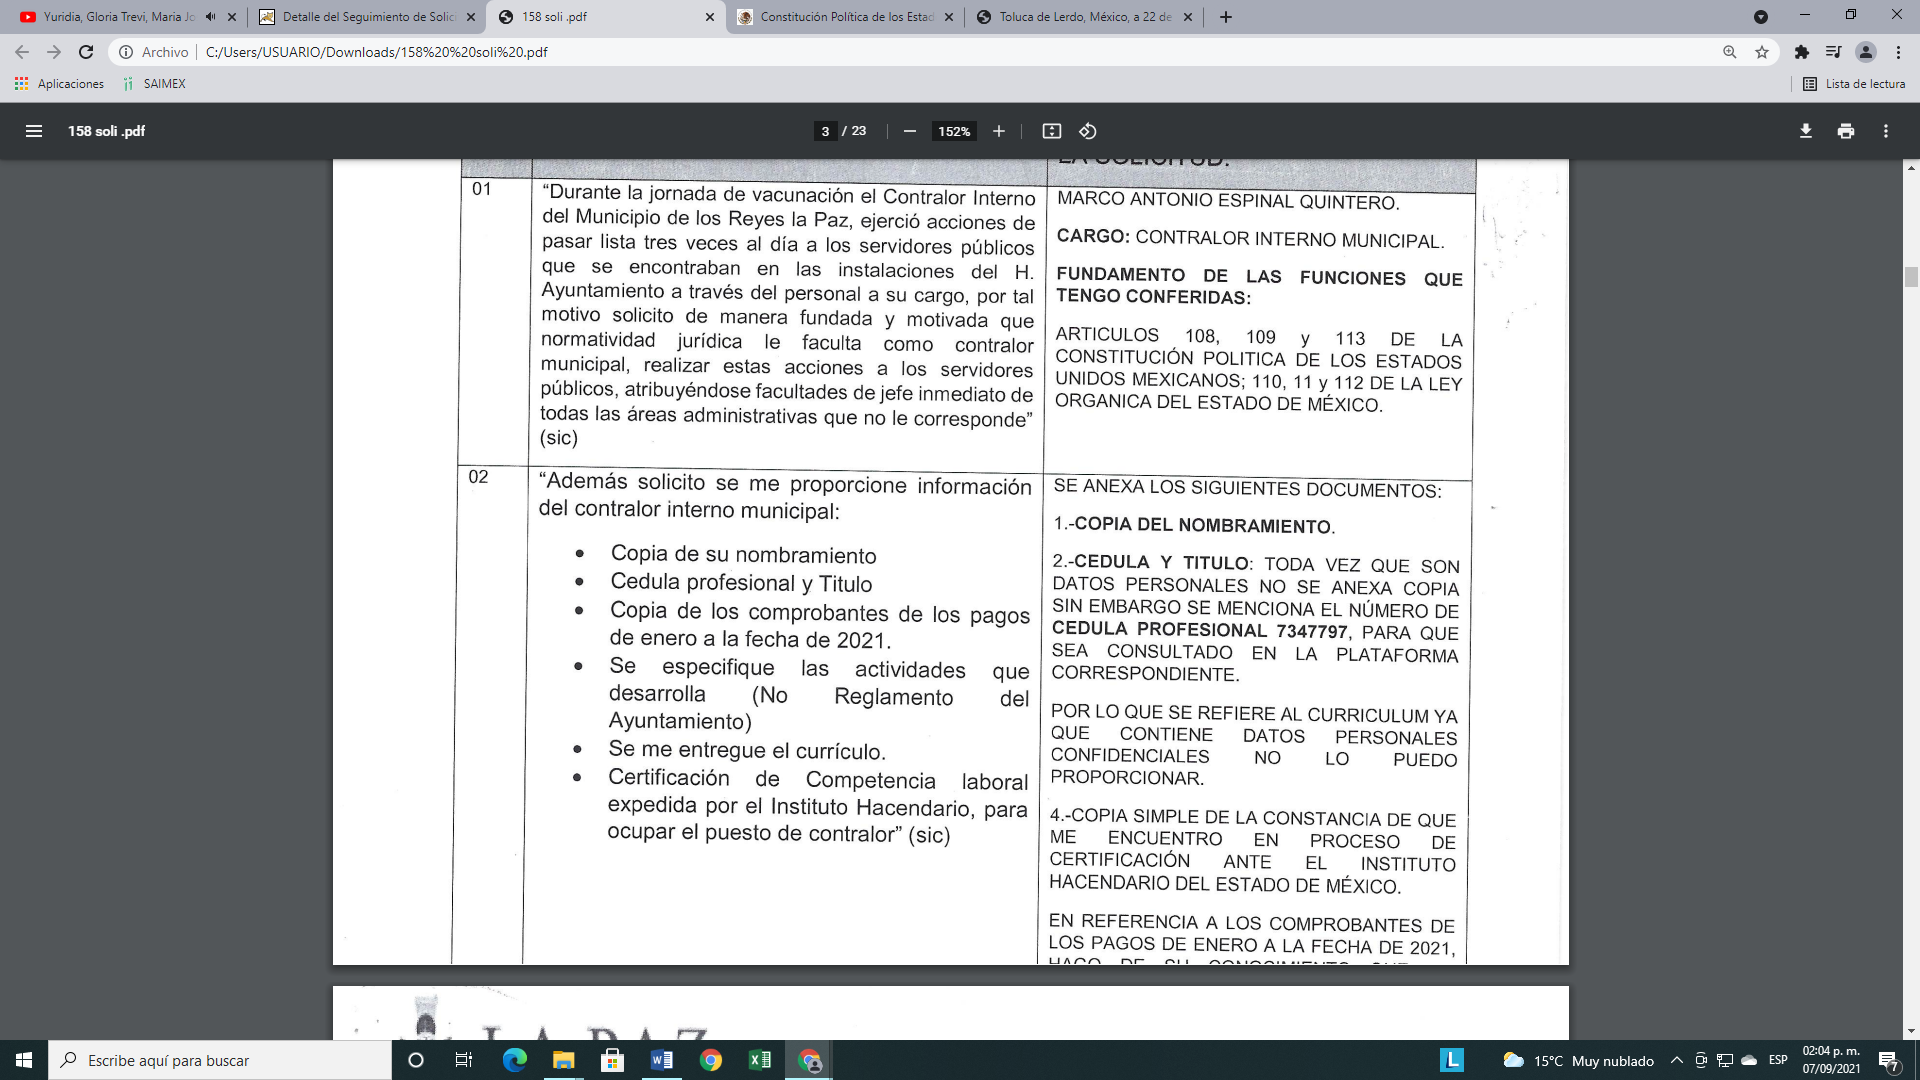 Yuridia, Gloria Trevi, Maria Jo
Detalle del Seguimiento de Solici
158 soli .pdf
Constitución Política de los Estad
Toluca de Lerdo, México, a 22 de
Archivo
C:/Users/USUARIO/Downloads/158%20%20soli%20.pdf
Aplicaciones
SAIMEX
Lista de lectura
158 soli .pdf
3 / 23
152%
LA SOLICITUD.
01
“Durante la jornada de vacunación el Contralor Interno
del Municipio de los Reyes la Paz, ejerció acciones de
pasar lista tres veces al día a los servidores públicos
que se encontraban en las instalaciones del H.
Ayuntamiento a través del personal a su cargo, por tal
motivo solicito de manera fundada y motivada que
normatividad jurídica le faculta como contralor
municipal, realizar estas acciones a los servidores
públicos, atribuyéndose facultades de jefe inmediato de
todas las áreas administrativas que no le corresponde”
(sic)
MARCO ANTONIO ESPINAL QUINTERO.
CARGO: CONTRALOR INTERNO MUNICIPAL.
FUNDAMENTO DE LAS FUNCIONES QUE
TENGO CONFERIDAS:
ARTICULOS 108, 109 y 113 DE LA
CONSTITUCIÓN POLITICA DE LOS ESTADOS
UNIDOS MEXICANOS; 110, 11 y 112 DE LA LEY
ORGANICA DEL ESTADO DE MÉXICO.
02
“Además solicito se me proporcione información
del contralor interno municipal:
• Copia de su nombramiento
• Cedula profesional y Titulo
• Copia de los comprobantes de los pagos
de enero a la fecha de 2021.
• Se especifique las actividades que
desarrolla (No Reglamento del
Ayuntamiento)
• Se me entregue el currículo.
• Certificación de Competencia laboral
expedida por el Instituto Hacendario, para
ocupar el puesto de contralor” (sic)
SE ANEXA LOS SIGUIENTES DOCUMENTOS:
1.-COPIA DEL NOMBRAMIENTO.
2.-CEDULA Y TITULO: TODA VEZ QUE SON
DATOS PERSONALES NO SE ANEXA COPIA
SIN EMBARGO SE MENCIONA EL NÚMERO DE
CEDULA PROFESIONAL 7347797, PARA QUE
SEA CONSULTADO EN LA PLATAFORMA
CORRESPONDIENTE.
POR LO QUE SE REFIERE AL CURRICULUM YA
QUE CONTIENE DATOS PERSONALES
CONFIDENCIALES NO LO PUEDO
PROPORCIONAR.
4.-COPIA SIMPLE DE LA CONSTANCIA DE QUE
ME ENCUENTRO EN PROCESO DE
CERTIFICACIÓN ANTE EL INSTITUTO
HACENDARIO DEL ESTADO DE MÉXICO.
EN REFERENCIA A LOS COMPROBANTES DE
LOS PAGOS DE ENERO A LA FECHA DE 2021,
HAGO DE SU CONOCIMIENTO QUE
LA PAZ
Escribe aquí para buscar
L
15°C Muy nublado
ESP
02:04 p. m.
07/09/2021
7